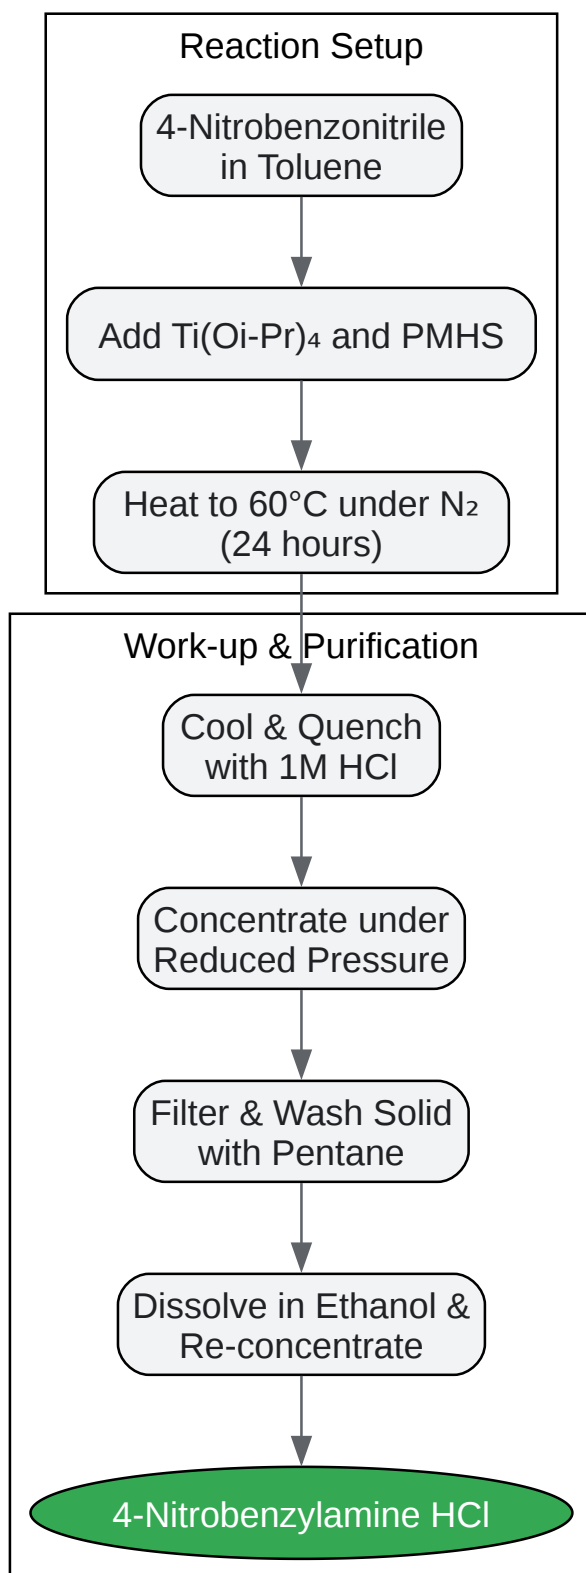 Reaction Setup
4-Nitrobenzonitrile
in Toluene
Add Ti(Oi-Pr)₄ and PMHS
Heat to 60°C under N₂
(24 hours)
Work-up & Purification
Cool & Quench
with 1M HCl
Concentrate under
Reduced Pressure
Filter & Wash Solid
with Pentane
Dissolve in Ethanol &
Re-concentrate
4-Nitrobenzylamine HCl